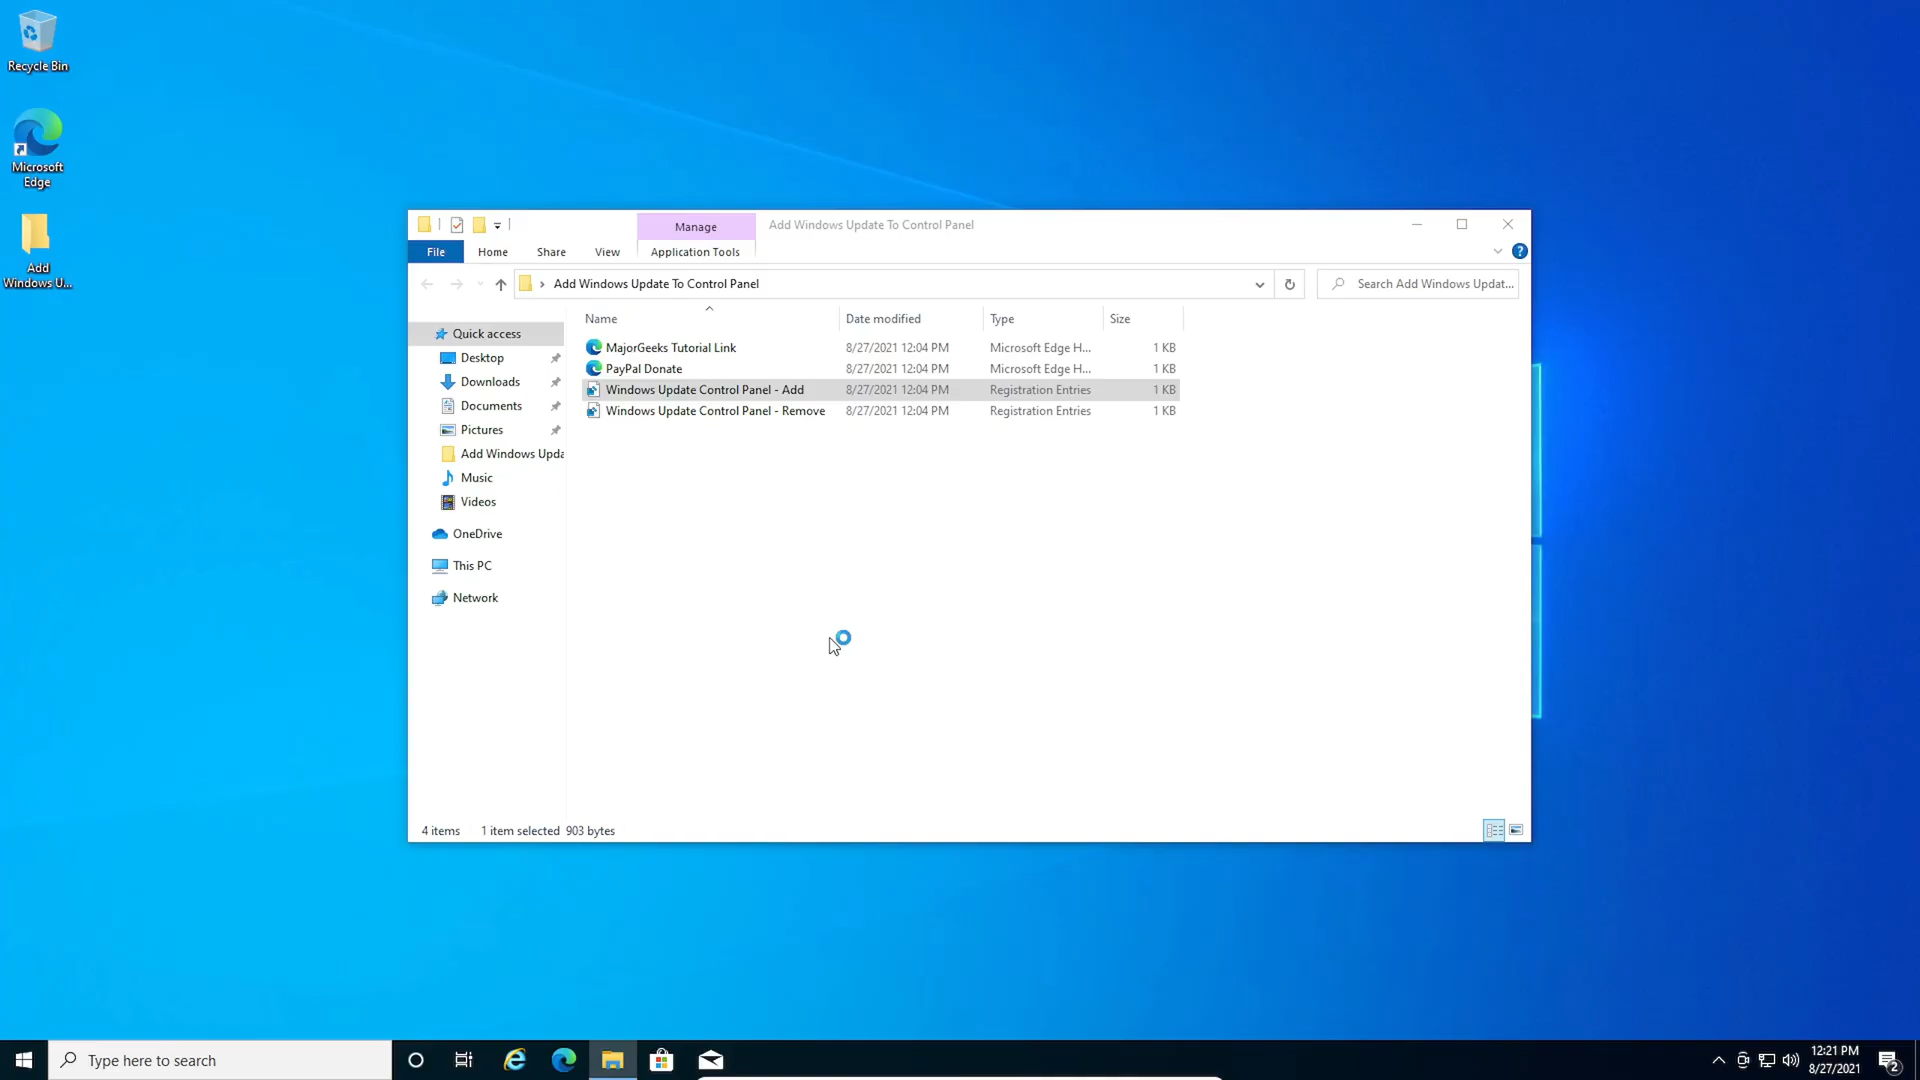 Recycle Bin
Microsoft
Edge
Add
Windows U...
Manage
Add Windows Update To Control Panel
File
Home
Share
View
Application Tools
?
Add Windows Update To Control Panel
Search Add Windows Updat...
Name
Date modified
Type
Size
Quick access
Desktop
Downloads
Documents
Pictures
Add Windows Upda
Music
Videos
OneDrive
This PC
Network
MajorGeeks Tutorial Link 8/27/2021 12:04 PM Microsoft Edge H... 1 KB
PayPal Donate 8/27/2021 12:04 PM Microsoft Edge H... 1 KB
Windows Update Control Panel - Add 8/27/2021 12:04 PM Registration Entries 1 KB
Windows Update Control Panel - Remove 8/27/2021 12:04 PM Registration Entries 1 KB
4 items 1 item selected 903 bytes
Type here to search
12:21 PM
8/27/2021
2